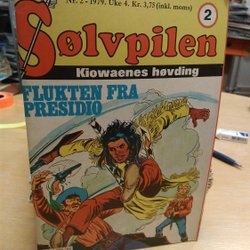 Nr. 2 - 1979. Uke 4. Kr. 3,75 (inkl. moms)
Sølvpilen
2
Kiowaenes høvding
FLUKTEN FRA
PRESIDIO